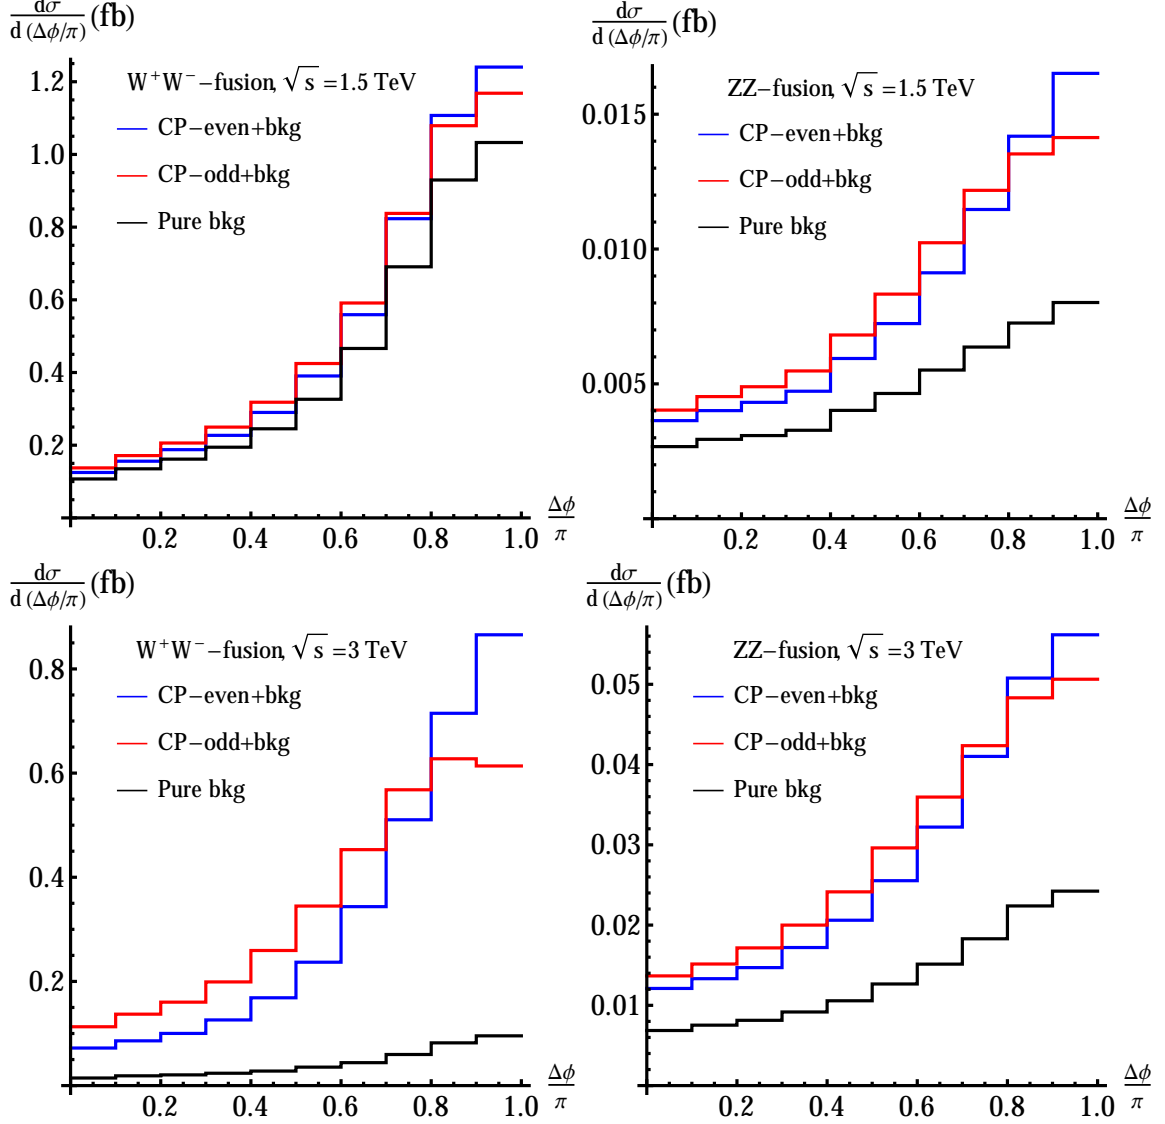 dσ/d(Δϕ/π)(fb)
W⁺W⁻−fusion, √s =1.5 TeV
CP−even+bkg
CP−odd+bkg
Pure bkg
1.2
1.0
0.8
0.6
0.4
0.2
0.2 0.4 0.6 0.8 1.0
Δϕ/π
dσ/d(Δϕ/π)(fb)
ZZ−fusion, √s =1.5 TeV
CP−even+bkg
CP−odd+bkg
Pure bkg
0.015
0.010
0.005
0.2 0.4 0.6 0.8 1.0
Δϕ/π
dσ/d(Δϕ/π)(fb)
W⁺W⁻−fusion, √s =3 TeV
CP−even+bkg
CP−odd+bkg
Pure bkg
0.8
0.6
0.4
0.2
0.2 0.4 0.6 0.8 1.0
Δϕ/π
dσ/d(Δϕ/π)(fb)
ZZ−fusion, √s =3 TeV
CP−even+bkg
CP−odd+bkg
Pure bkg
0.05
0.04
0.03
0.02
0.01
0.2 0.4 0.6 0.8 1.0
Δϕ/π